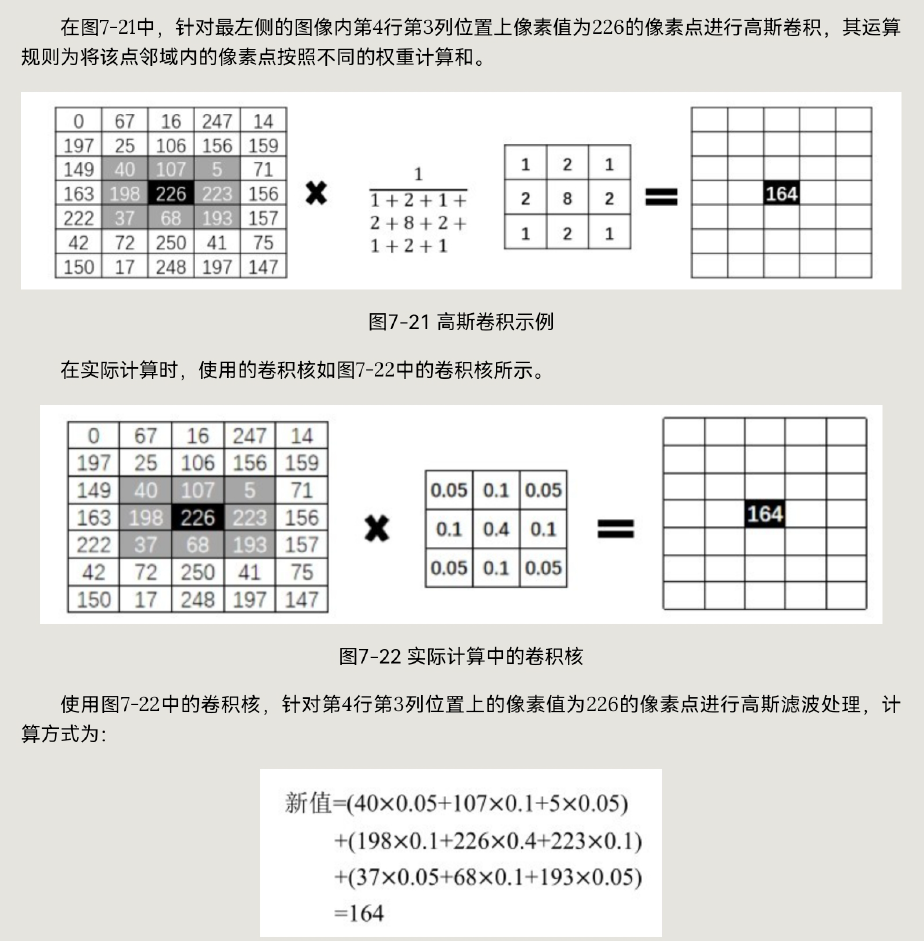 在图7-21中，针对最左侧的图像内第4行第3列位置上像素值为226的像素点进行高斯卷积，其运算
规则为将该点邻域内的像素点按照不同的权重计算和。
0 67 16 247 14
197 25 106 156 159
149 40 107 5 71
163 198 226 223 156
222 37 68 193 157
42 72 250 41 75
150 17 248 197 147
×
1
1+2+1+
2+8+2+
1+2+1
1 2 1
2 8 2
1 2 1
=
164
图7-21 高斯卷积示例
在实际计算时，使用的卷积核如图7-22中的卷积核所示。
0 67 16 247 14
197 25 106 156 159
149 40 107 5 71
163 198 226 223 156
222 37 68 193 157
42 72 250 41 75
150 17 248 197 147
×
0.05 0.1 0.05
0.1 0.4 0.1
0.05 0.1 0.05
=
164
图7-22 实际计算中的卷积核
使用图7-22中的卷积核，针对第4行第3列位置上的像素值为226的像素点进行高斯滤波处理，计
算方式为：
新值=(40×0.05+107×0.1+5×0.05)
+(198×0.1+226×0.4+223×0.1)
+(37×0.05+68×0.1+193×0.05)
=164